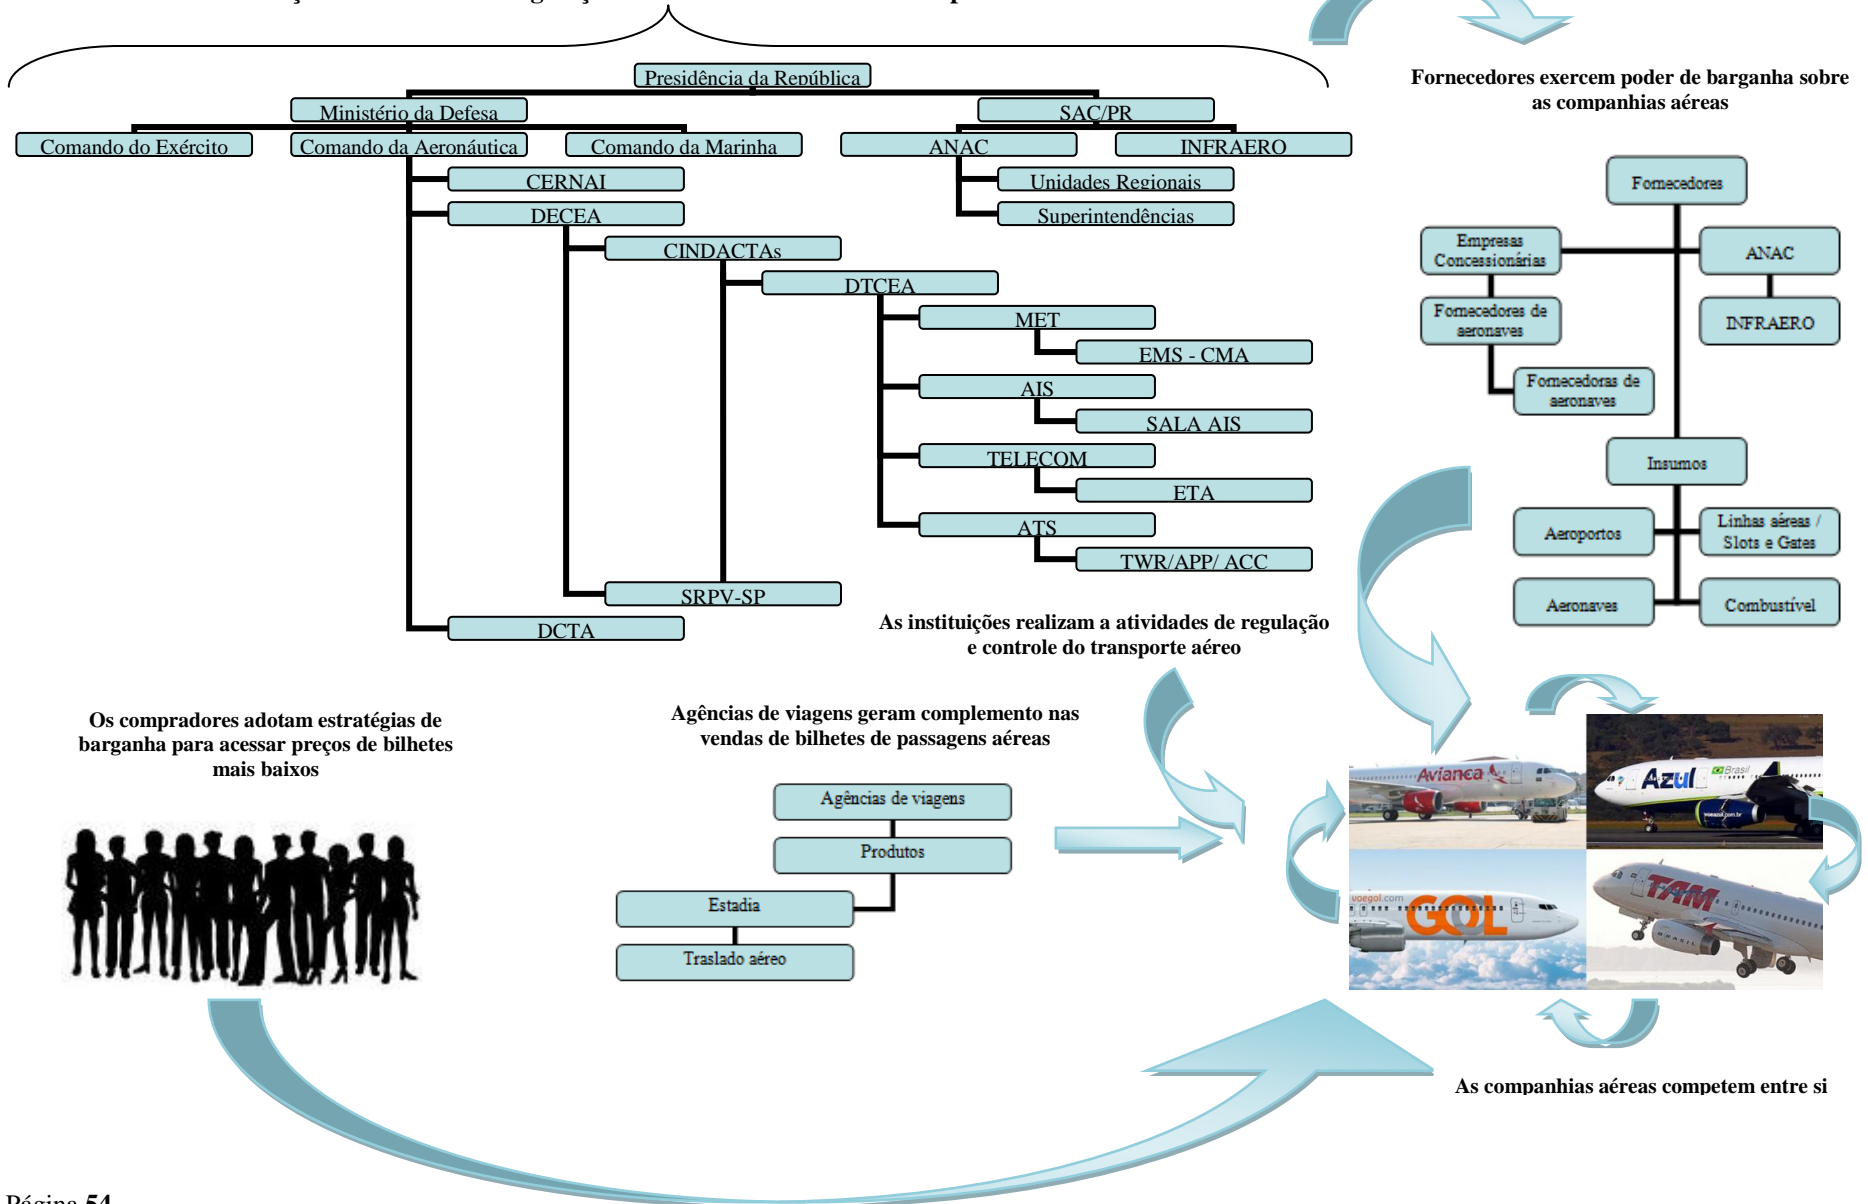 Presidência da República
Ministério da Defesa
SAC/PR
Comando do Exército
Comando da Aeronáutica
Comando da Marinha
ANAC
INFRAERO
CERNAI
Unidades Regionais
DECEA
Superintendências
CINDACTAs
DTCEA
MET
EMS - CMA
AIS
SALA AIS
TELECOM
ETA
ATS
TWR/APP/ ACC
SRPV-SP
DCTA
As instituições realizam a atividades de regulação
e controle do transporte aéreo
Fornecedores exercem poder de barganha sobre
as companhias aéreas
Fornecedores
Empresas
Concessionárias
ANAC
Fornecedores de
aeronaves
INFRAERO
Fornecedoras de
aeronaves
Insumos
Aeroportos
Linhas aéreas /
Slots e Gates
Aeronaves
Combustível
Os compradores adotam estratégias de
barganha para acessar preços de bilhetes
mais baixos
Agências de viagens geram complemento nas
vendas de bilhetes de passagens aéreas
Agências de viagens
Produtos
Estadia
Traslado aéreo
Avianca
Azul
Brasil
voeazul.com.br
voegol.com
GOL
TAM
BRASIL
As companhias aéreas competem entre si
Página 54